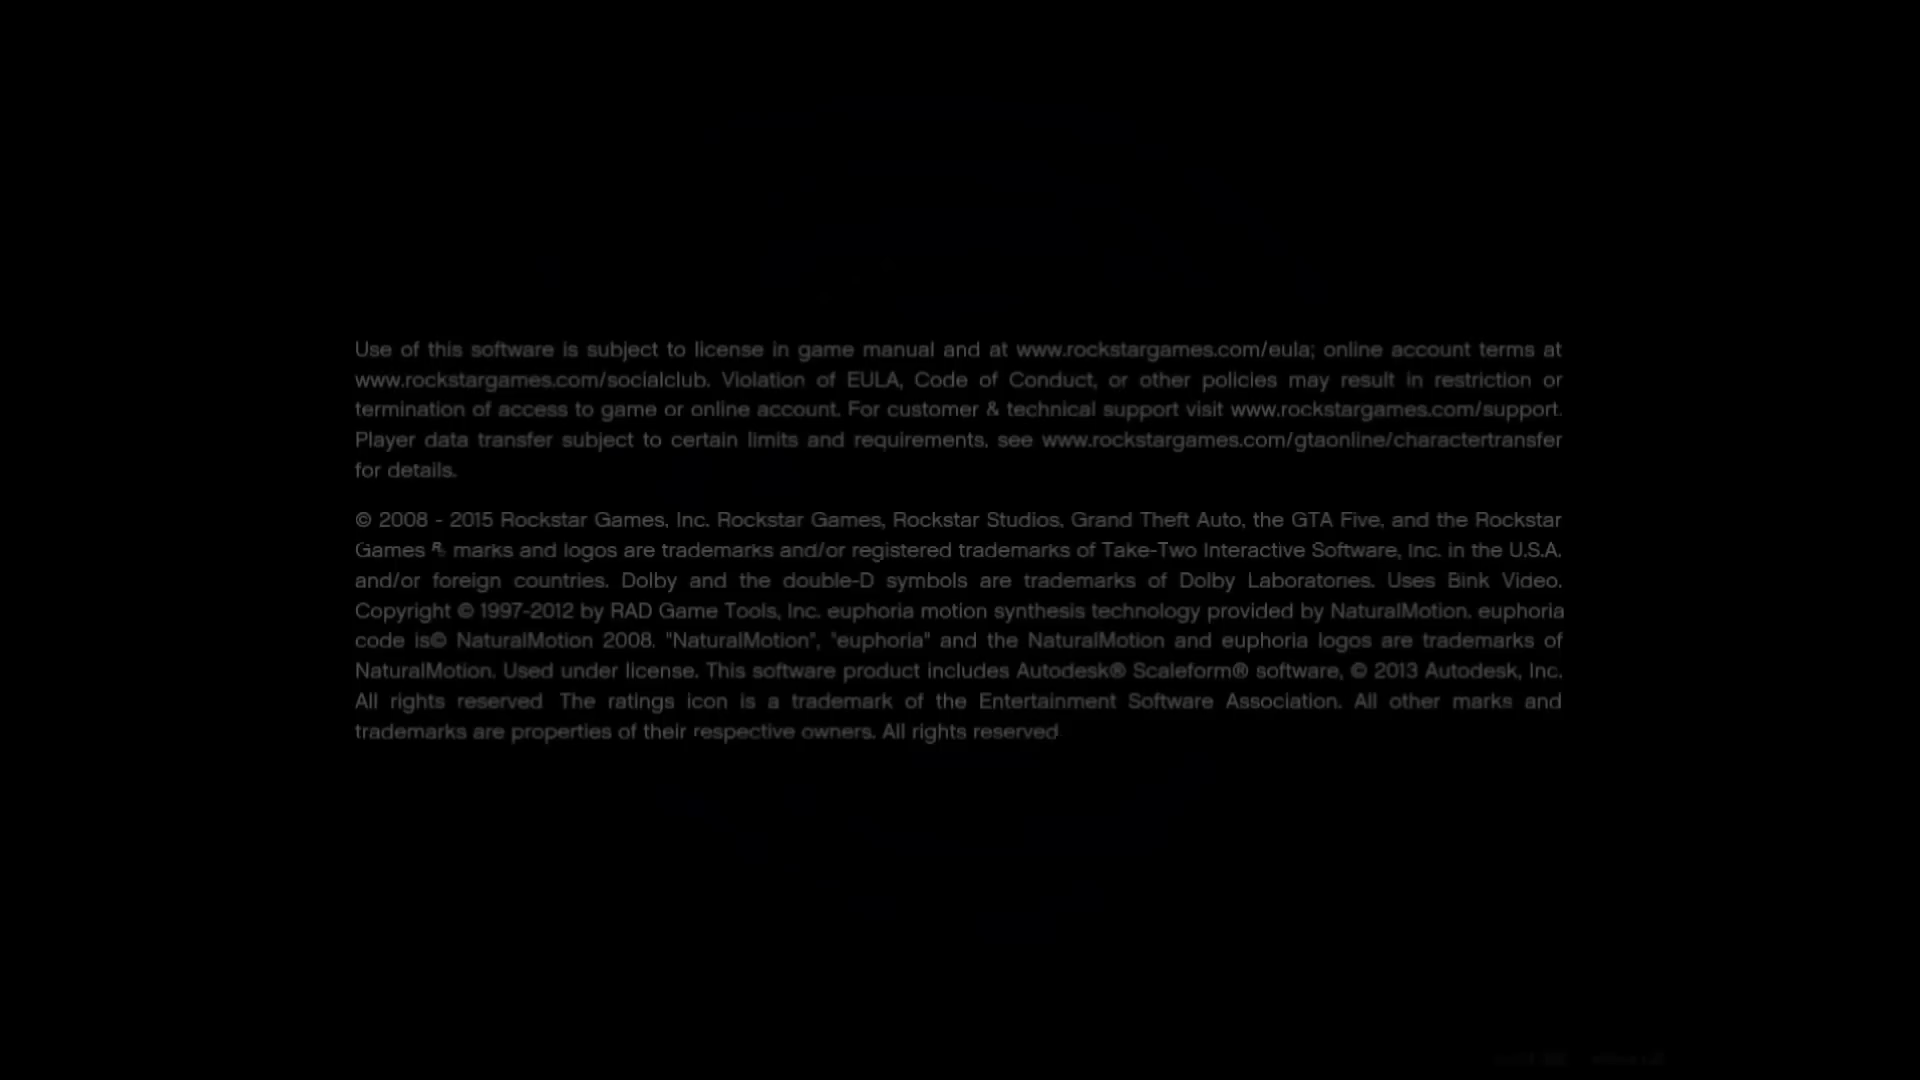 Use of this software is subject to license in game manual and at www.rockstargames.com/eula; online account terms at
www.rockstargames.com/socialclub. Violation of EULA, Code of Conduct, or other policies may result in restriction or
termination of access to game or online account. For customer & technical support visit www.rockstargames.com/support.
Player data transfer subject to certain limits and requirements, see www.rockstargames.com/gtaonline/charactertransfer
for details.
© 2008 - 2015 Rockstar Games, Inc. Rockstar Games, Rockstar Studios, Grand Theft Auto, the GTA Five, and the Rockstar
Games R* marks and logos are trademarks and/or registered trademarks of Take-Two Interactive Software, Inc. in the U.S.A.
and/or foreign countries. Dolby and the double-D symbols are trademarks of Dolby Laboratories. Uses Bink Video.
Copyright © 1997-2012 by RAD Game Tools, Inc. euphoria motion synthesis technology provided by NaturalMotion. euphoria
code is© NaturalMotion 2008. "NaturalMotion", "euphoria" and the NaturalMotion and euphoria logos are trademarks of
NaturalMotion. Used under license. This software product includes Autodesk® Scaleform® software, © 2013 Autodesk, Inc.
All rights reserved. The ratings icon is a trademark of the Entertainment Software Association. All other marks and
trademarks are properties of their respective owners. All rights reserved.